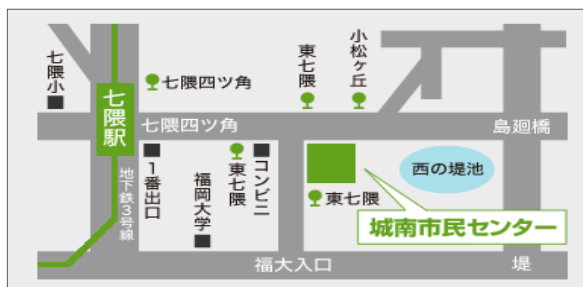 七隈小
七隈四ツ角
東七隈
小松ヶ丘
七隈駅
七隈四ツ角
島廻橋
地下鉄3号線
1番出口
福岡大学
東七隈
コンビニ
東七隈
西の堤池
城南市民センター
福大入口
堤